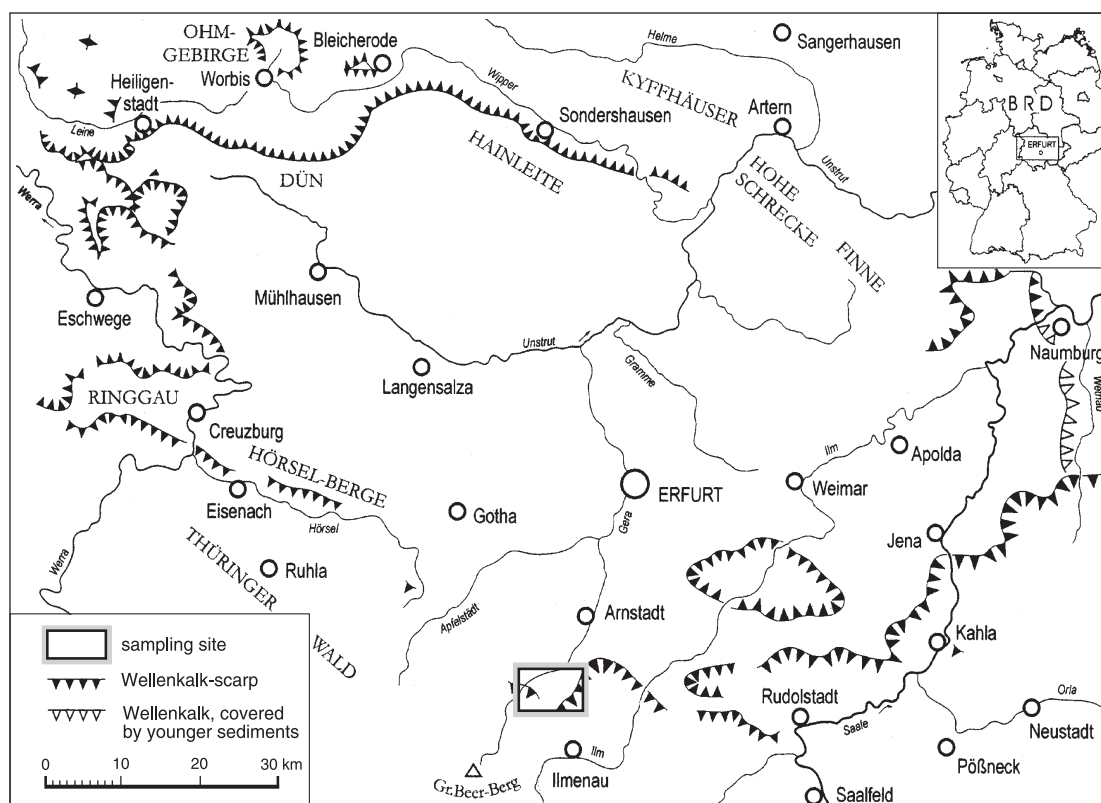 OHM-
GEBIRGE
Bleicherode
Worbis
Heiligen-
stadt
Leine
Helme
Sangerhausen
KYFFHÄUSER
Wipper
Sondershausen
Artern
HAINLEITE
DÜN
Unstrut
HOHE
SCHRECKE
FINNE
BRD
ERFURT
Werra
Mühlhausen
Eschwege
Unstrut
Langensalza
Gramme
Naumburg
RINGGAU
Creuzburg
HÖRSEL-BERGE
Eisenach
Hörsel
Gotha
ERFURT
Gera
Weimar
Ilm
Apolda
Jena
Werra
THÜRINGER
WALD
Ruhla
Apfelstädt
Arnstadt
Kahla
Rudolstadt
Saale
Orla
Neustadt
Pößneck
Saalfeld
Ilmenau
Ilm
Gr.Beer-Berg
sampling site
Wellenkalk-scarp
Wellenkalk, covered
by younger sediments
0 10 20 30 km